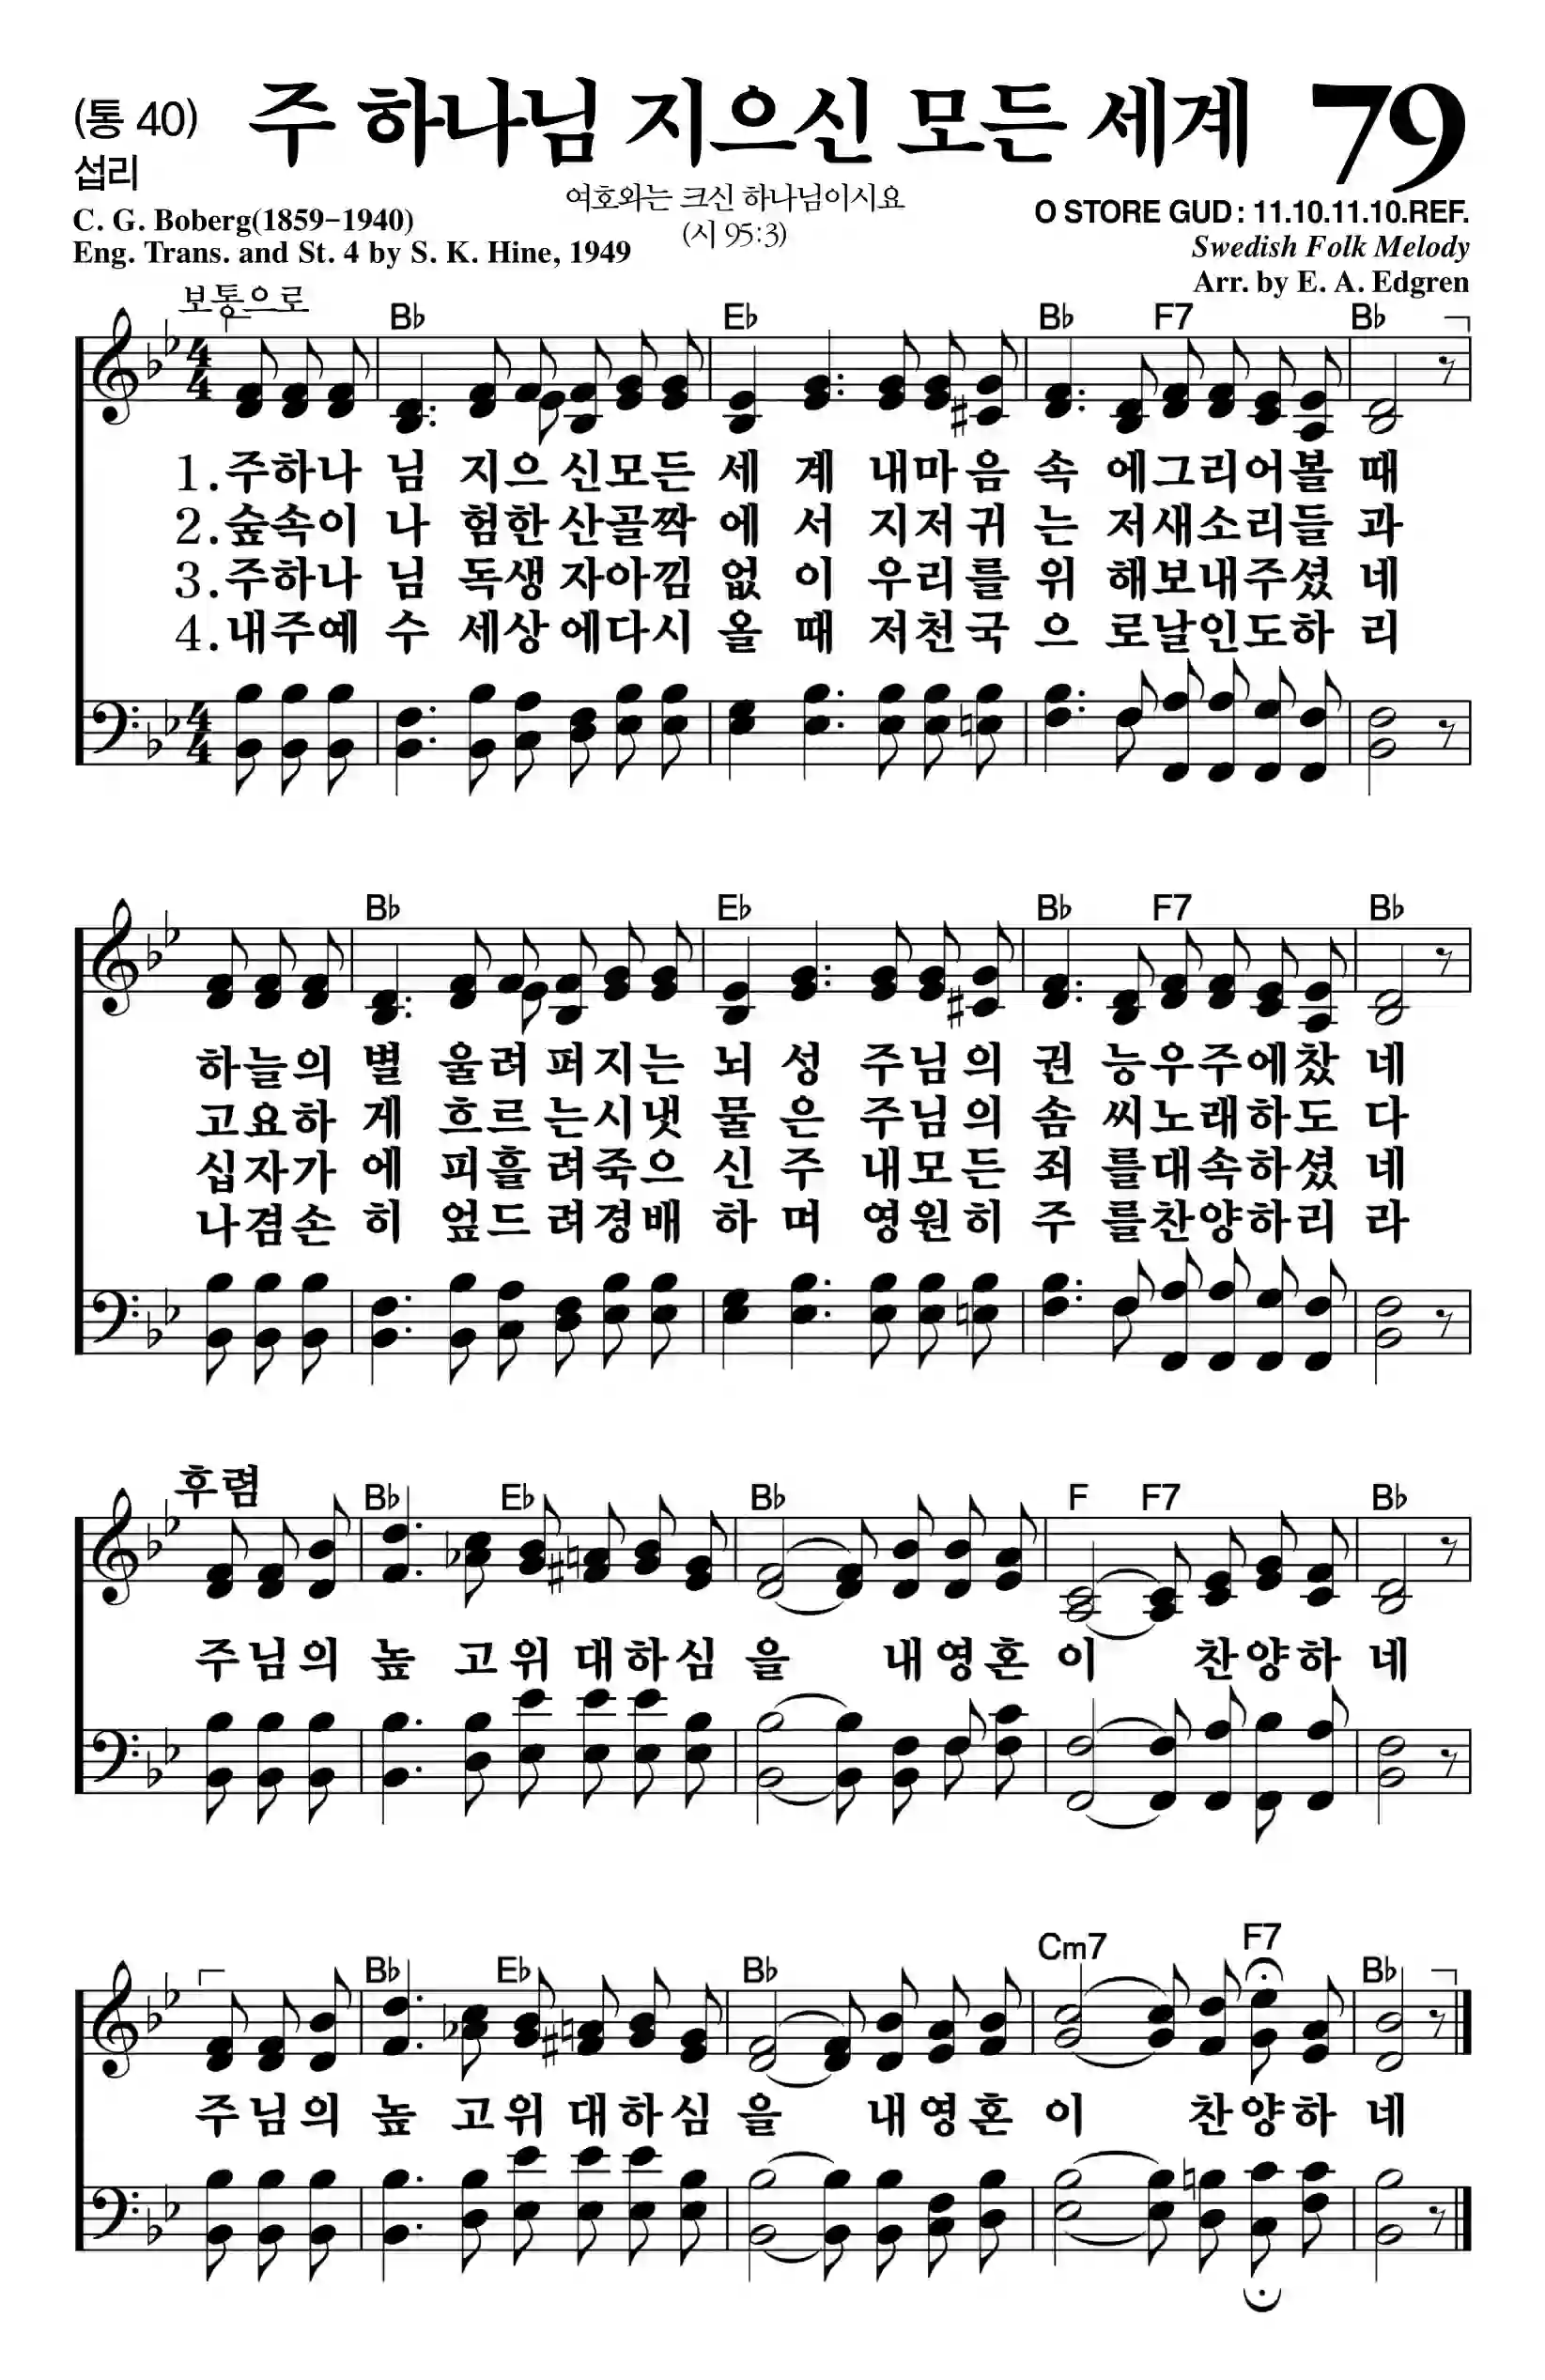 (통 40) 주 하나님 지으신 모든 세계 79
섭리
여호와는 크신 하나님이시요
(시 95:3)
C. G. Boberg(1859-1940)
Eng. Trans. and St. 4 by S. K. Hine, 1949
O STORE GUD: 11.10.11.10.REF.
Swedish Folk Melody
Arr. by E. A. Edgren
보통으로
B♭ E♭ B♭ F7 B♭
1.주하나 님 지으 신모든 세 계 내마음 속 에그리어볼 때
2.숲속이 나 험한 산골짝 에 서 지저귀 는 저새소리들 과
3.주하나 님 독생 자아낌 없 이 우리를 위 해보내주셨 네
4.내주예 수 세상 에다시 올 때 저천국 으 로날인도하 리
B♭ E♭ B♭ F7 B♭
하늘의 별 울려 퍼지는 뇌 성 주님의 권 능우주에찼 네
고요하 게 흐르 는시냇 물 은 주님의 솜 씨노래하도 다
십자가 에 피흘 려죽으 신 주 내모든 죄 를대속하셨 네
나겸손 히 엎드 려경배 하 며 영원히 주 를찬양하리 라
후렴
B♭ E♭ B♭ F F7 B♭
주님의 높 고위 대하심 을 내영혼 이 찬양하 네
B♭ E♭ B♭ Cm7 F7 B♭
주님의 높 고위 대하심 을 내영혼 이 찬양하 네